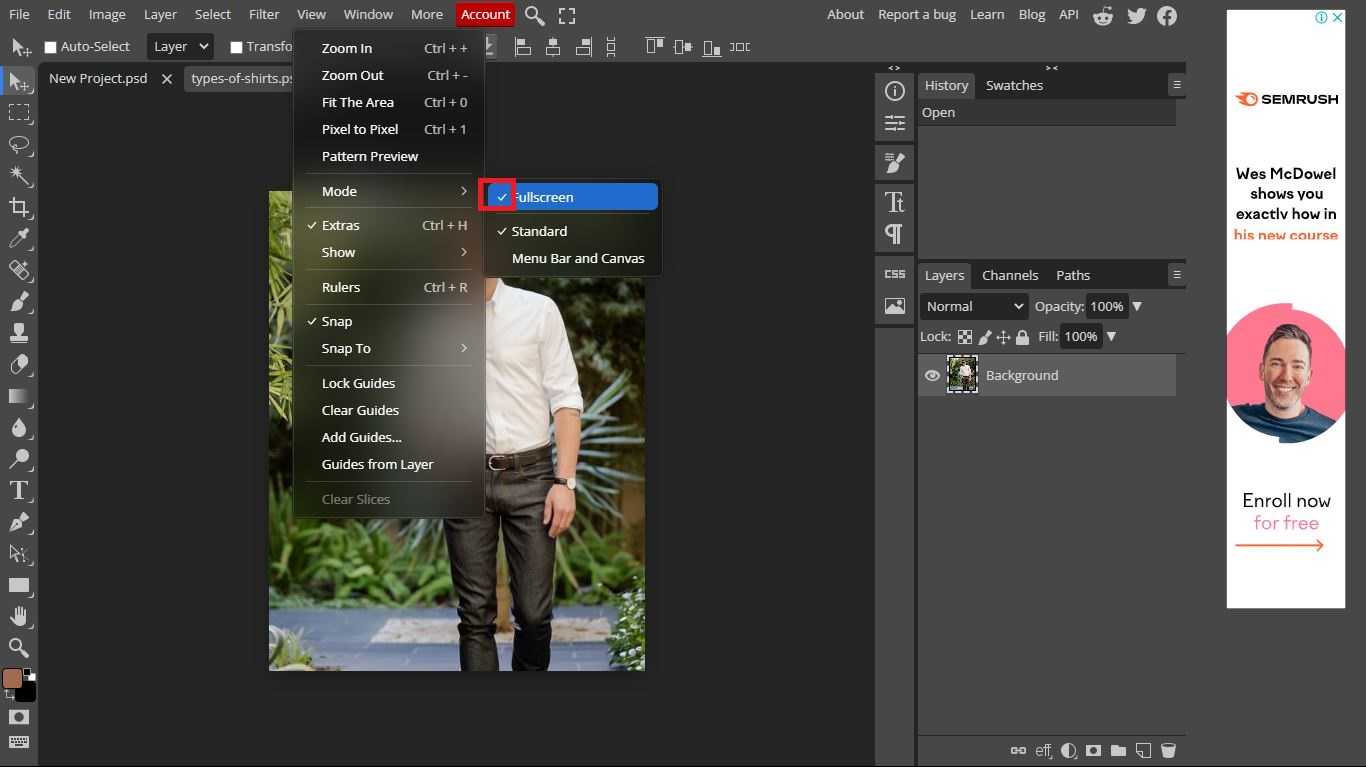 File Edit Image Layer Select Filter View Window More Account About Report a bug Learn Blog API
Auto-Select Layer
New Project.psd
Zoom In Ctrl + +
Zoom Out Ctrl + -
Fit The Area Ctrl + 0
Pixel to Pixel Ctrl + 1
Pattern Preview
Mode
Extras Ctrl + H
Show
Rulers Ctrl + R
Snap
Snap To
Lock Guides
Clear Guides
Add Guides...
Guides from Layer
Clear Slices
Fullscreen
Standard
Menu Bar and Canvas
History Swatches
Open
CSS
Layers Channels Paths
Normal Opacity: 100%
Lock: Fill: 100%
Background
eff
SEMRUSH
Wes McDowel
shows you
exactly how in
his new course
Enroll now
for free